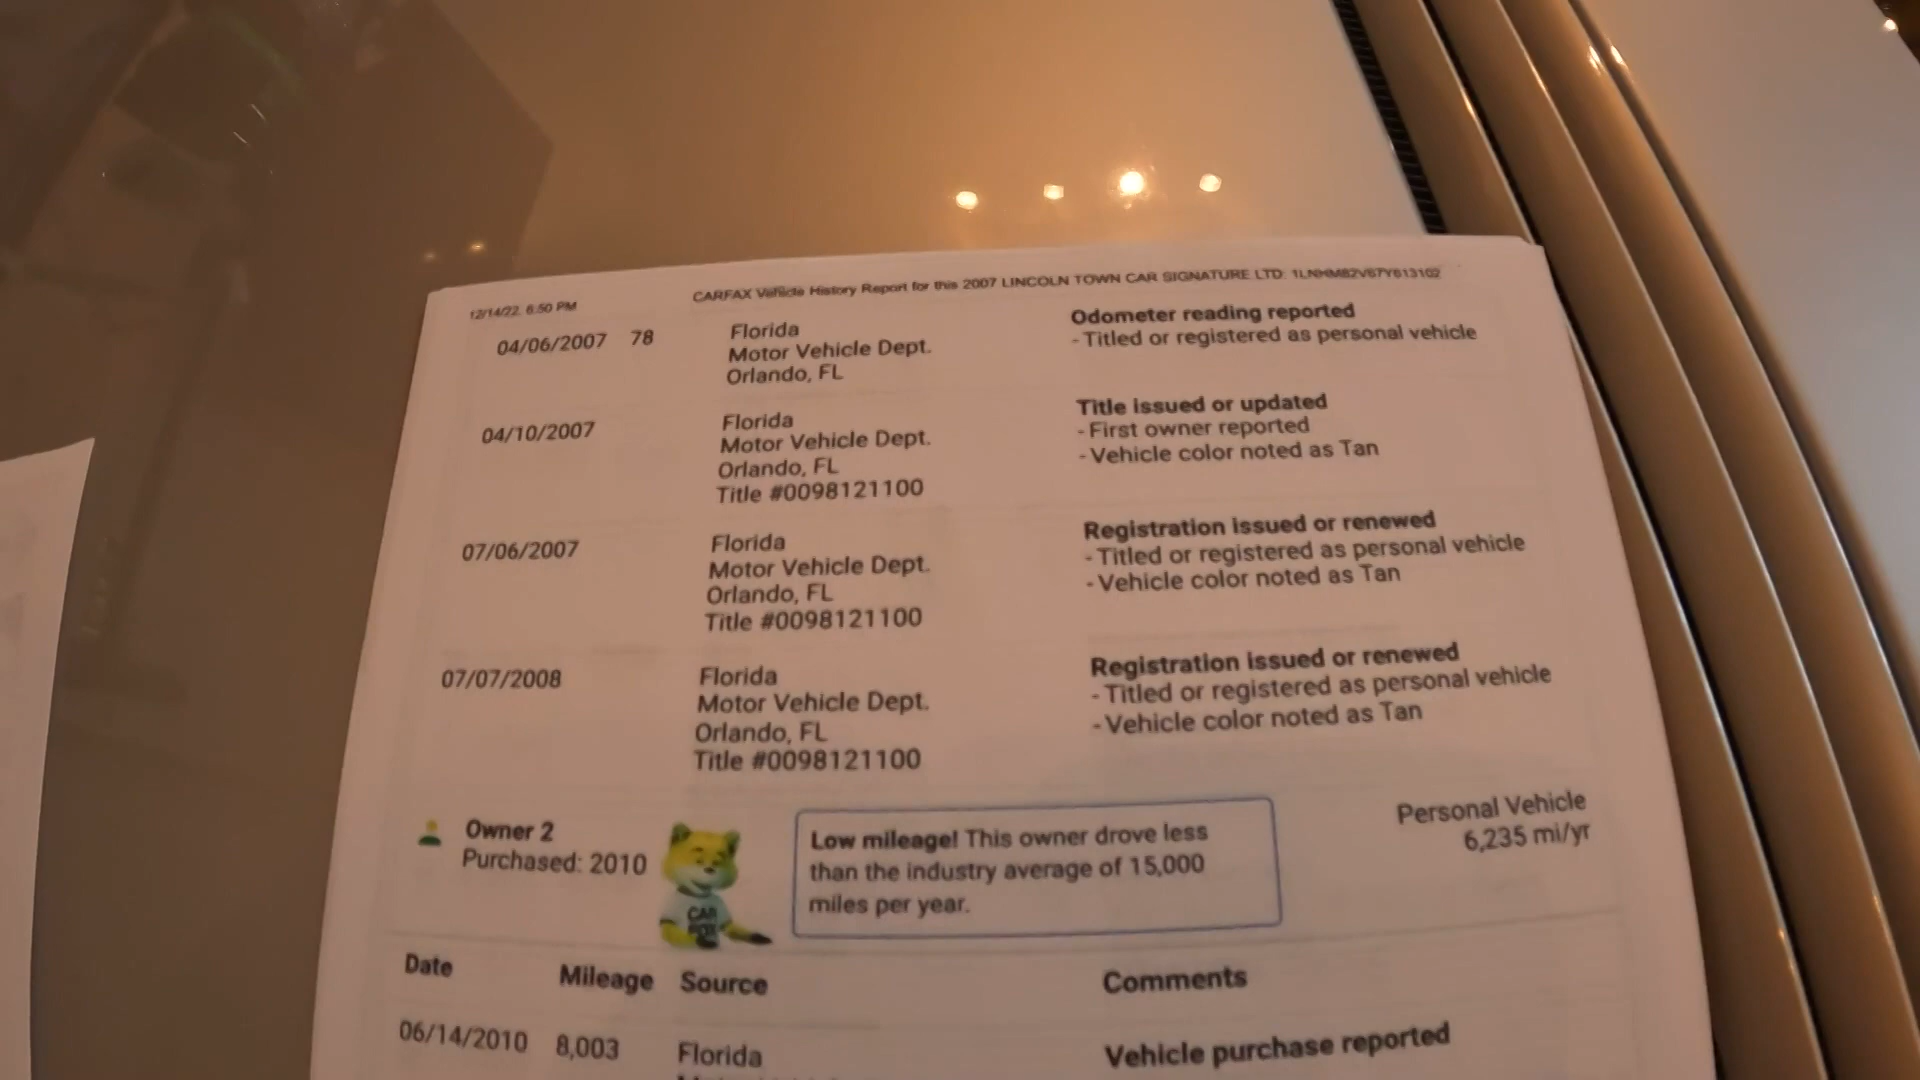 12/14/22, 6:50 PM CARFAX Vehicle History Report for this 2007 LINCOLN TOWN CAR SIGNATURE LTD: 1LNHM82V67Y613102
04/06/2007 78 Florida Odometer reading reported
Motor Vehicle Dept. - Titled or registered as personal vehicle
Orlando, FL
04/10/2007 Florida Title issued or updated
Motor Vehicle Dept. - First owner reported
Orlando, FL - Vehicle color noted as Tan
Title #0098121100
07/06/2007 Florida Registration issued or renewed
Motor Vehicle Dept. - Titled or registered as personal vehicle
Orlando, FL - Vehicle color noted as Tan
Title #0098121100
07/07/2008 Florida Registration issued or renewed
Motor Vehicle Dept. - Titled or registered as personal vehicle
Orlando, FL - Vehicle color noted as Tan
Title #0098121100
Owner 2
Purchased: 2010
CAR
FOX
Low mileage! This owner drove less
than the industry average of 15,000
miles per year.
Personal Vehicle
6,235 mi/yr
Date Mileage Source Comments
06/14/2010 8,003 Florida Vehicle purchase reported